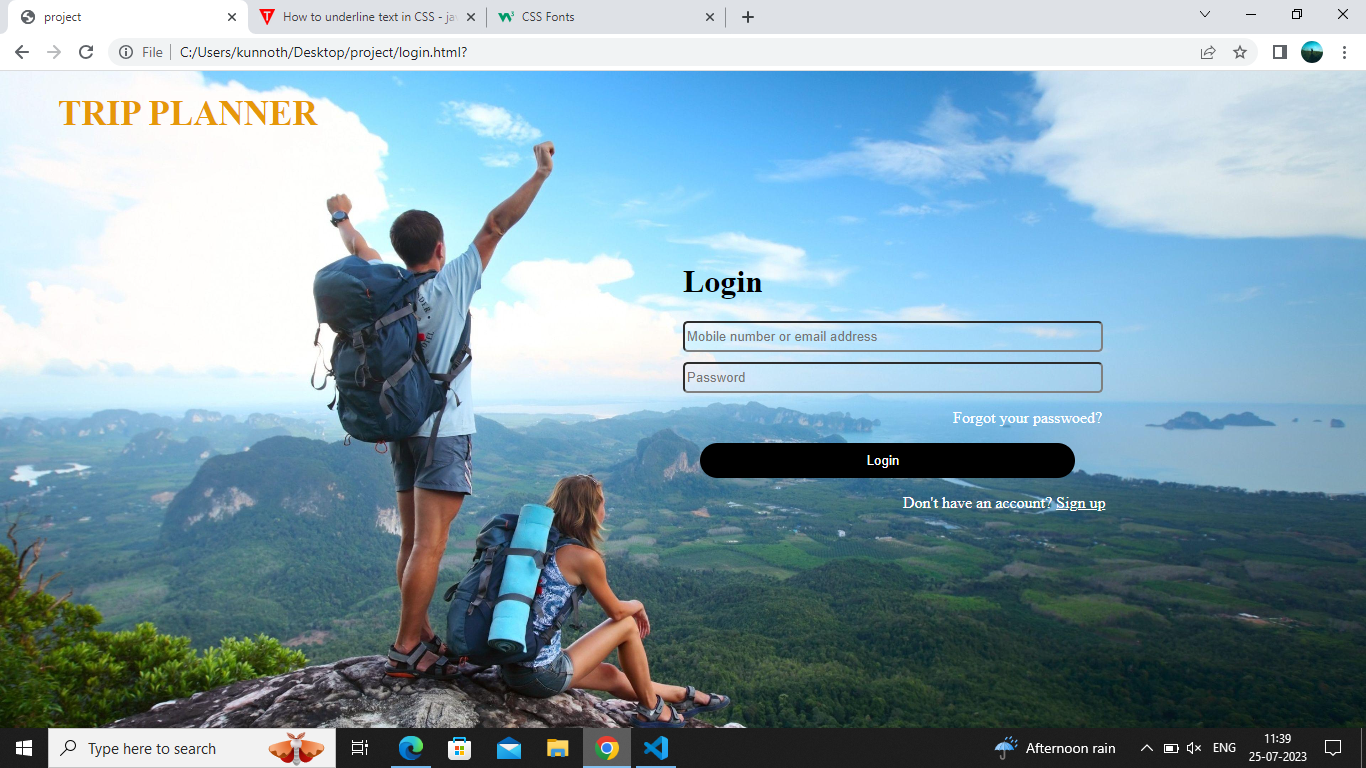 project
How to underline text in CSS - jav
CSS Fonts
File
C:/Users/kunnoth/Desktop/project/login.html?
TRIP PLANNER
Login
Mobile number or email address
Password
Forgot your passwoed?
Login
Don't have an account? Sign up
Type here to search
Afternoon rain
ENG
11:39
25-07-2023